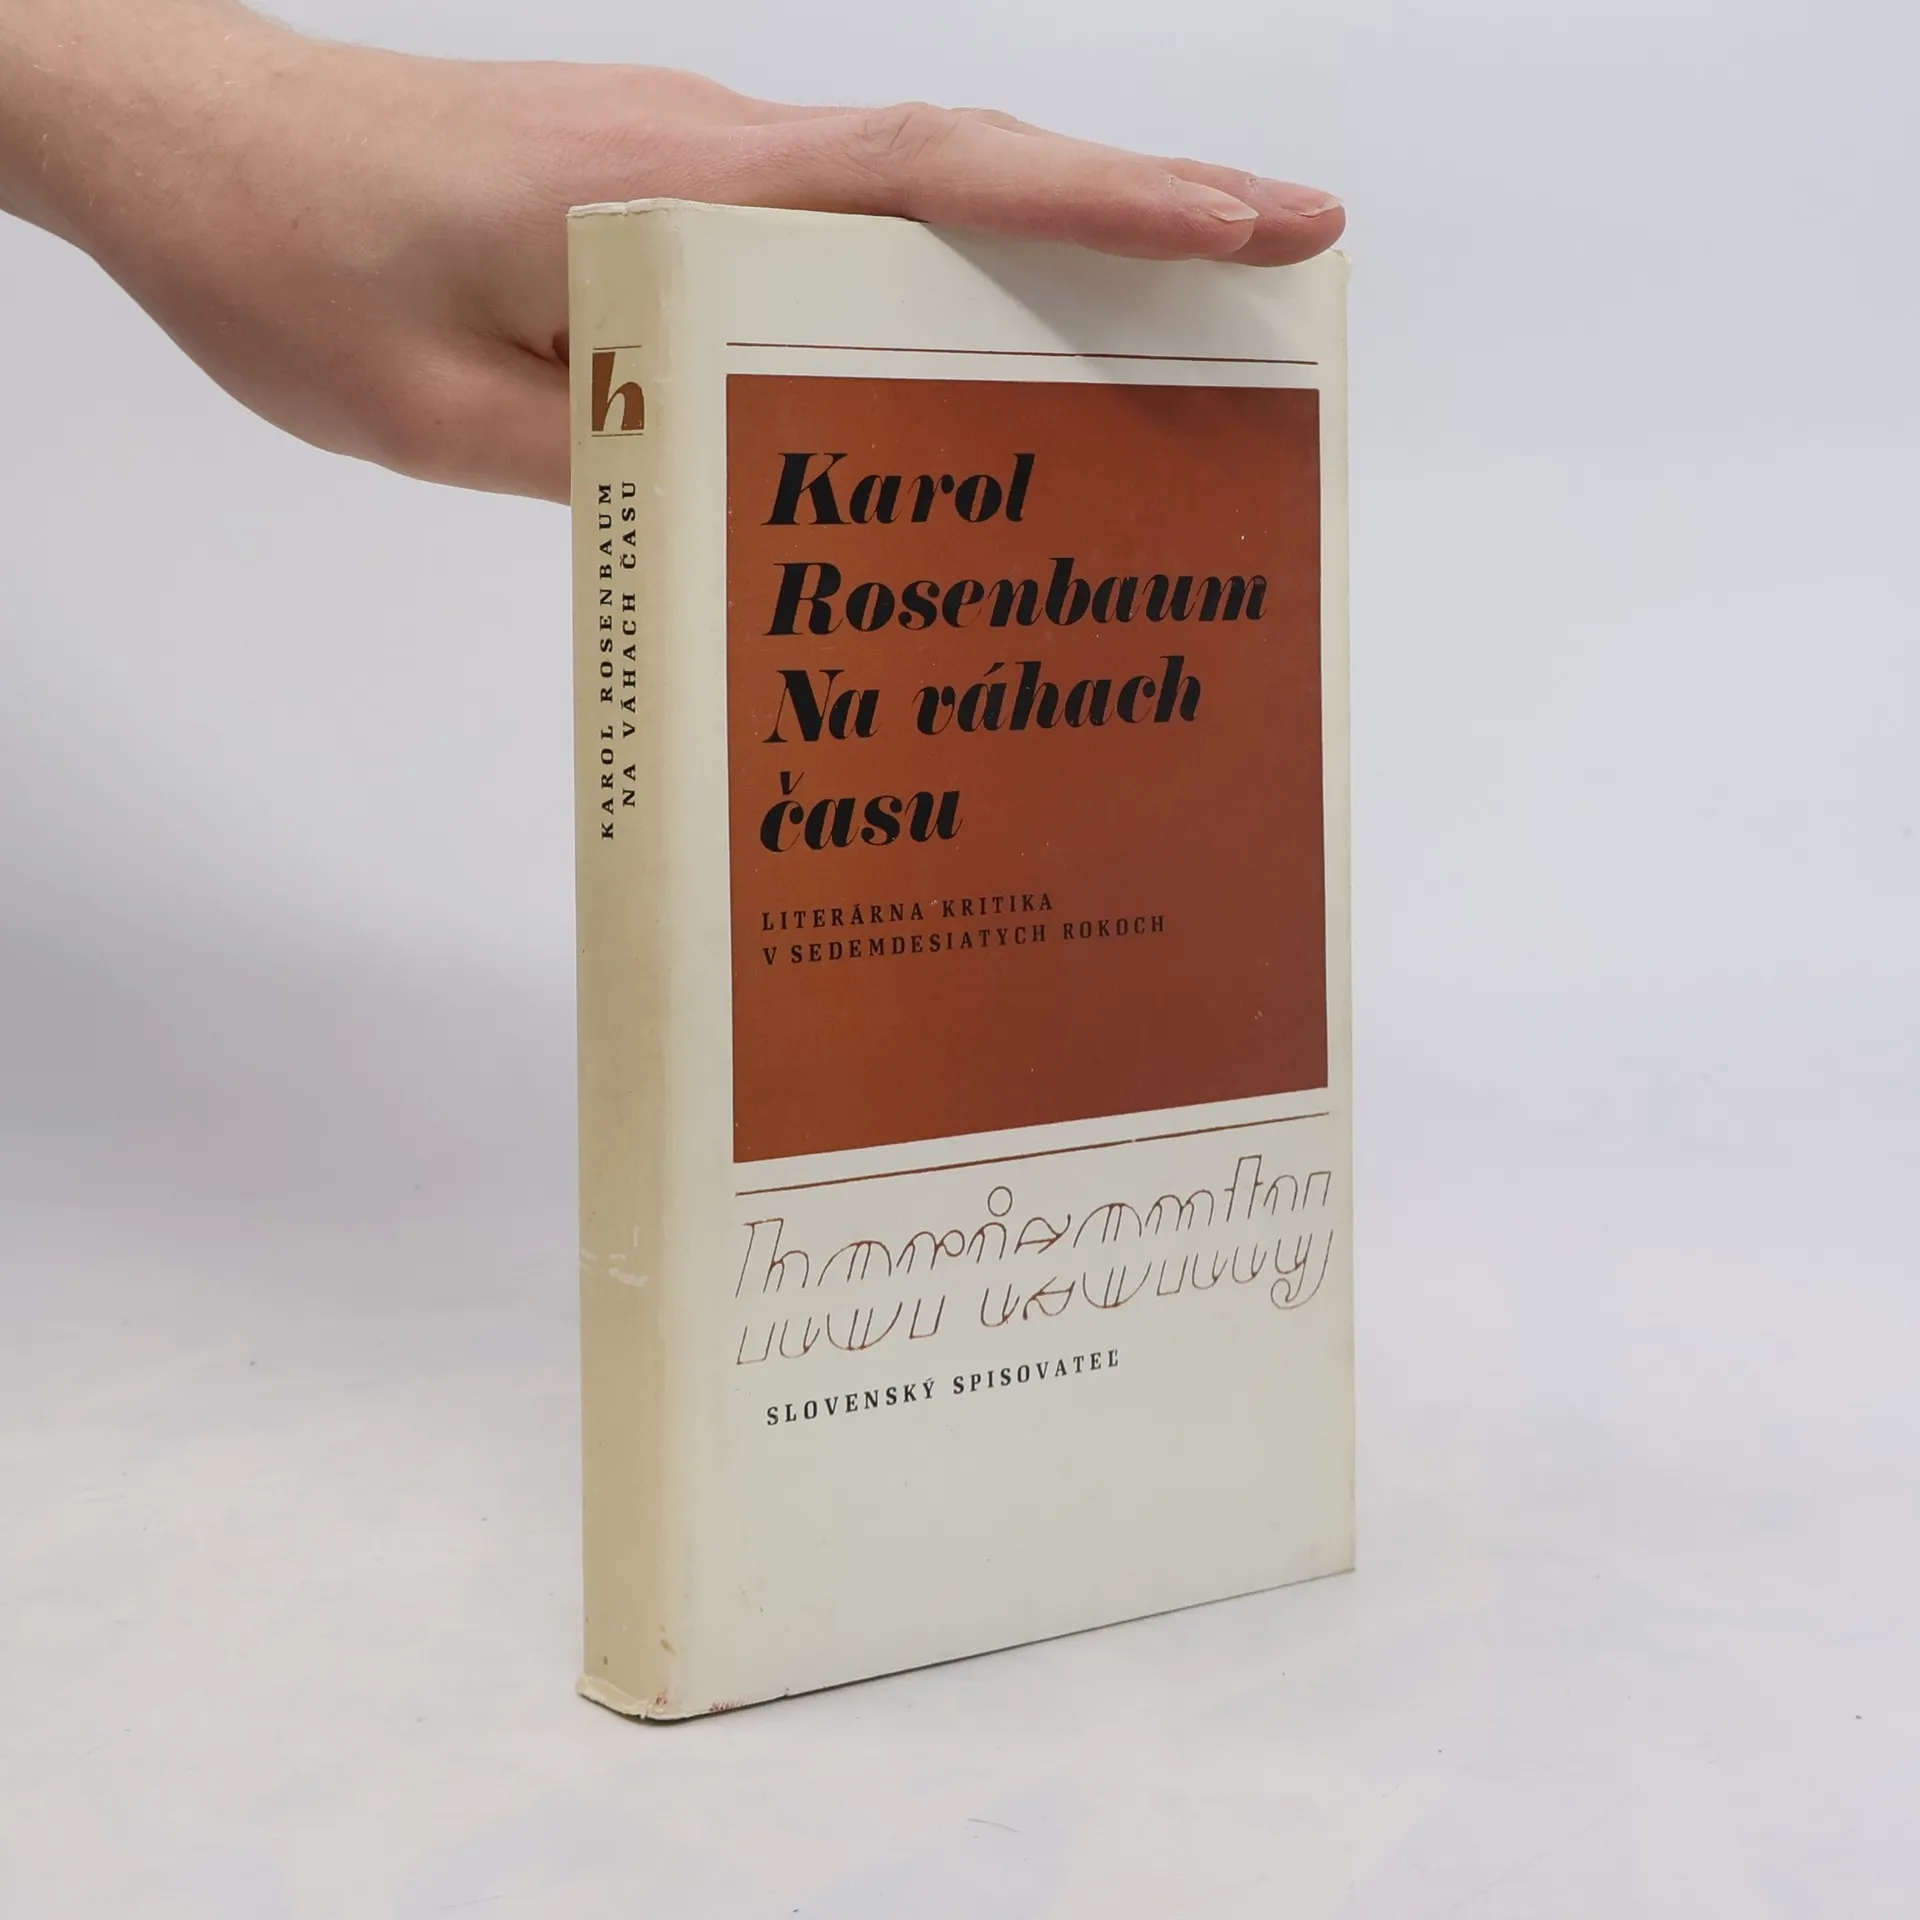 h
KAROL ROSENBAUM
NA VÁHACH ČASU
Karol
Rosenbaum
Na váhach
času
LITERÁRNA KRITIKA
V SEDEMDESIATYCH ROKOCH
SLOVENSKÝ SPISOVATEĽ